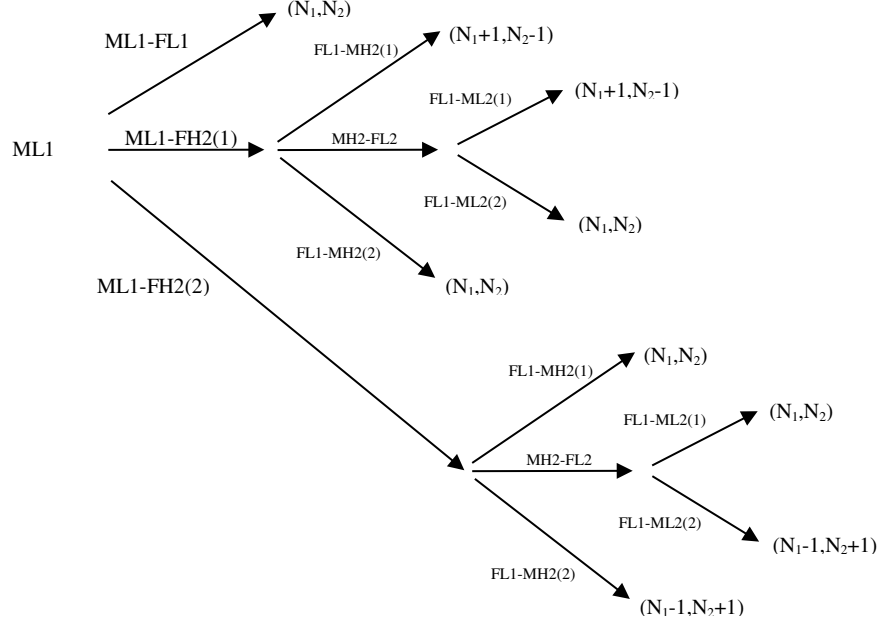 (N₁,N₂)
ML1-FL1
FL1-MH2(1)
(N₁+1,N₂-1)
FL1-ML2(1)
(N₁+1,N₂-1)
ML1
ML1-FH2(1)
MH2-FL2
FL1-ML2(2)
(N₁,N₂)
FL1-MH2(2)
ML1-FH2(2)
(N₁,N₂)
FL1-MH2(1)
(N₁,N₂)
FL1-ML2(1)
(N₁,N₂)
MH2-FL2
FL1-ML2(2)
(N₁-1,N₂+1)
FL1-MH2(2)
(N₁-1,N₂+1)